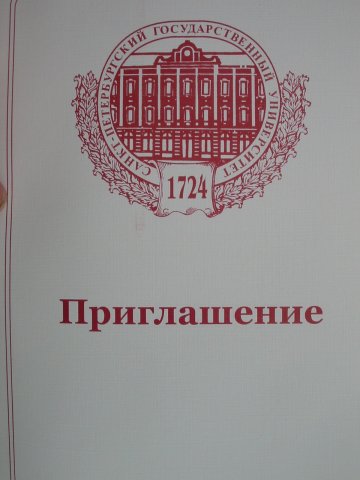 САНКТ-ПЕТЕРБУРГСКИЙ ГОСУДАРСТВЕННЫЙ УНИВЕРСИТЕТ
1724
Приглашение